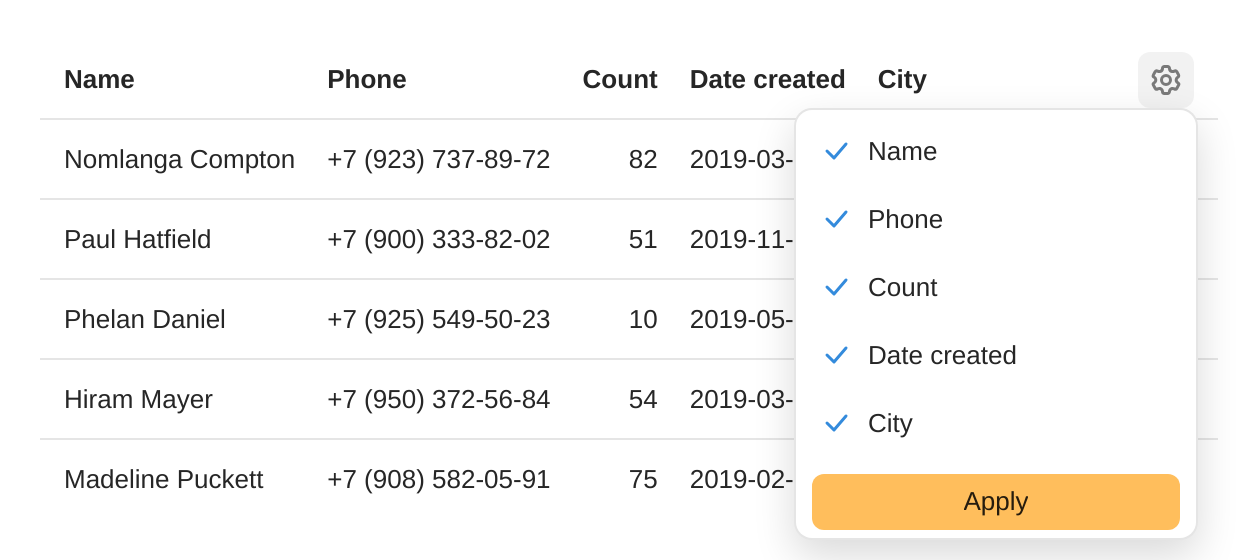 Name Phone Count Date created City
Nomlanga Compton +7 (923) 737-89-72 82 2019-03-
Paul Hatfield +7 (900) 333-82-02 51 2019-11-
Phelan Daniel +7 (925) 549-50-23 10 2019-05-
Hiram Mayer +7 (950) 372-56-84 54 2019-03-
Madeline Puckett +7 (908) 582-05-91 75 2019-02-
Name
Phone
Count
Date created
City
Apply